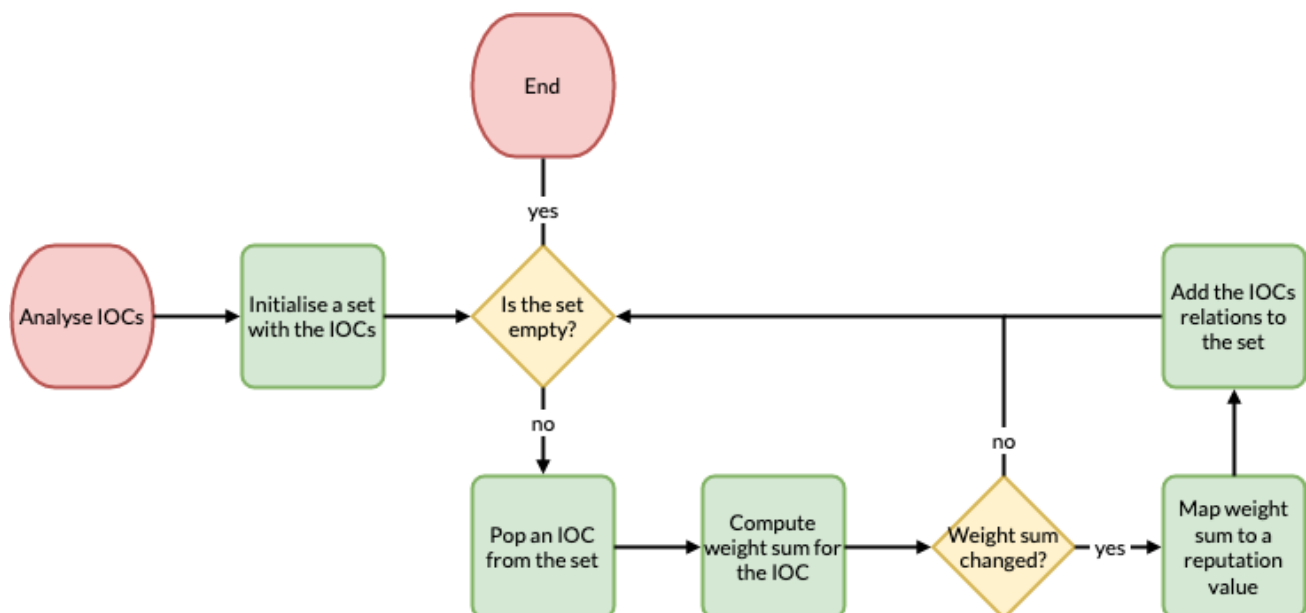 End
yes
Analyse IOCs
Initialise a set
with the IOCs
Is the set
empty?
Add the IOCs
relations to
the set
no
no
Pop an IOC
from the set
Compute
weight sum for
the IOC
Weight sum
changed?
yes
Map weight
sum to a
reputation
value